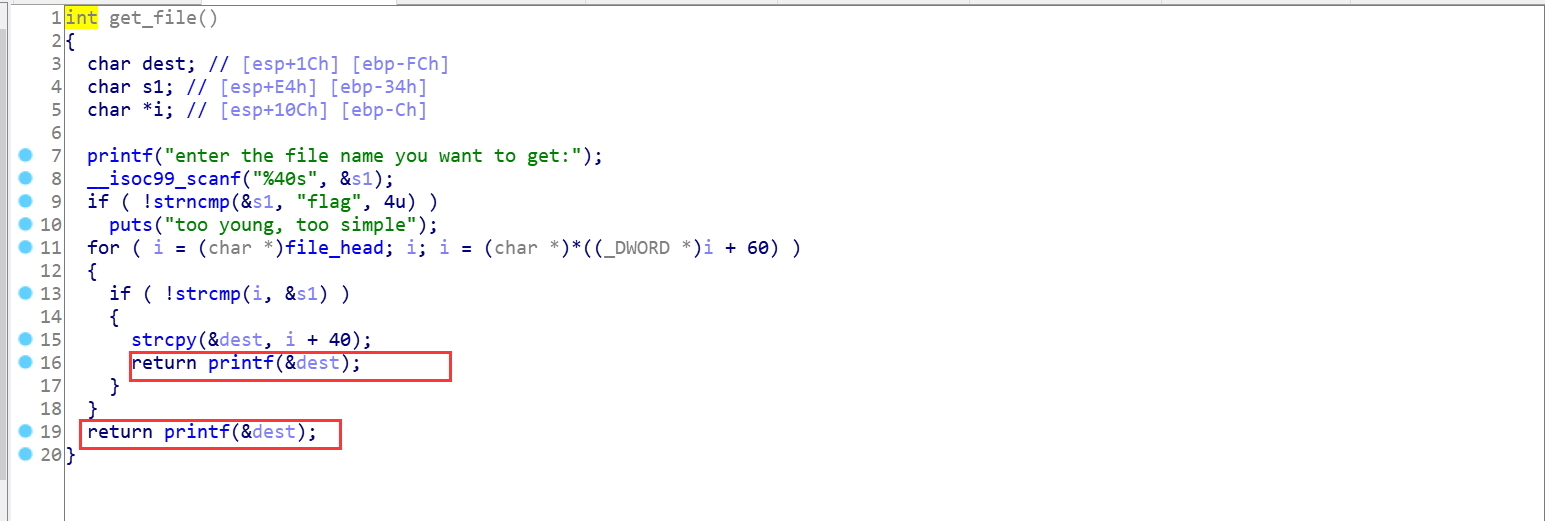 1 int get_file()
2 {
3   char dest; // [esp+1Ch] [ebp-FCh]
4   char s1; // [esp+E4h] [ebp-34h]
5   char *i; // [esp+10Ch] [ebp-Ch]
6
7   printf("enter the file name you want to get:");
8   __isoc99_scanf("%40s", &s1);
9   if ( !strncmp(&s1, "flag", 4u) )
10     puts("too young, too simple");
11   for ( i = (char *)file_head; i; i = (char *)*((_DWORD *)i + 60) )
12   {
13     if ( !strcmp(i, &s1) )
14     {
15       strcpy(&dest, i + 40);
16       return printf(&dest);
17     }
18   }
19   return printf(&dest);
20 }